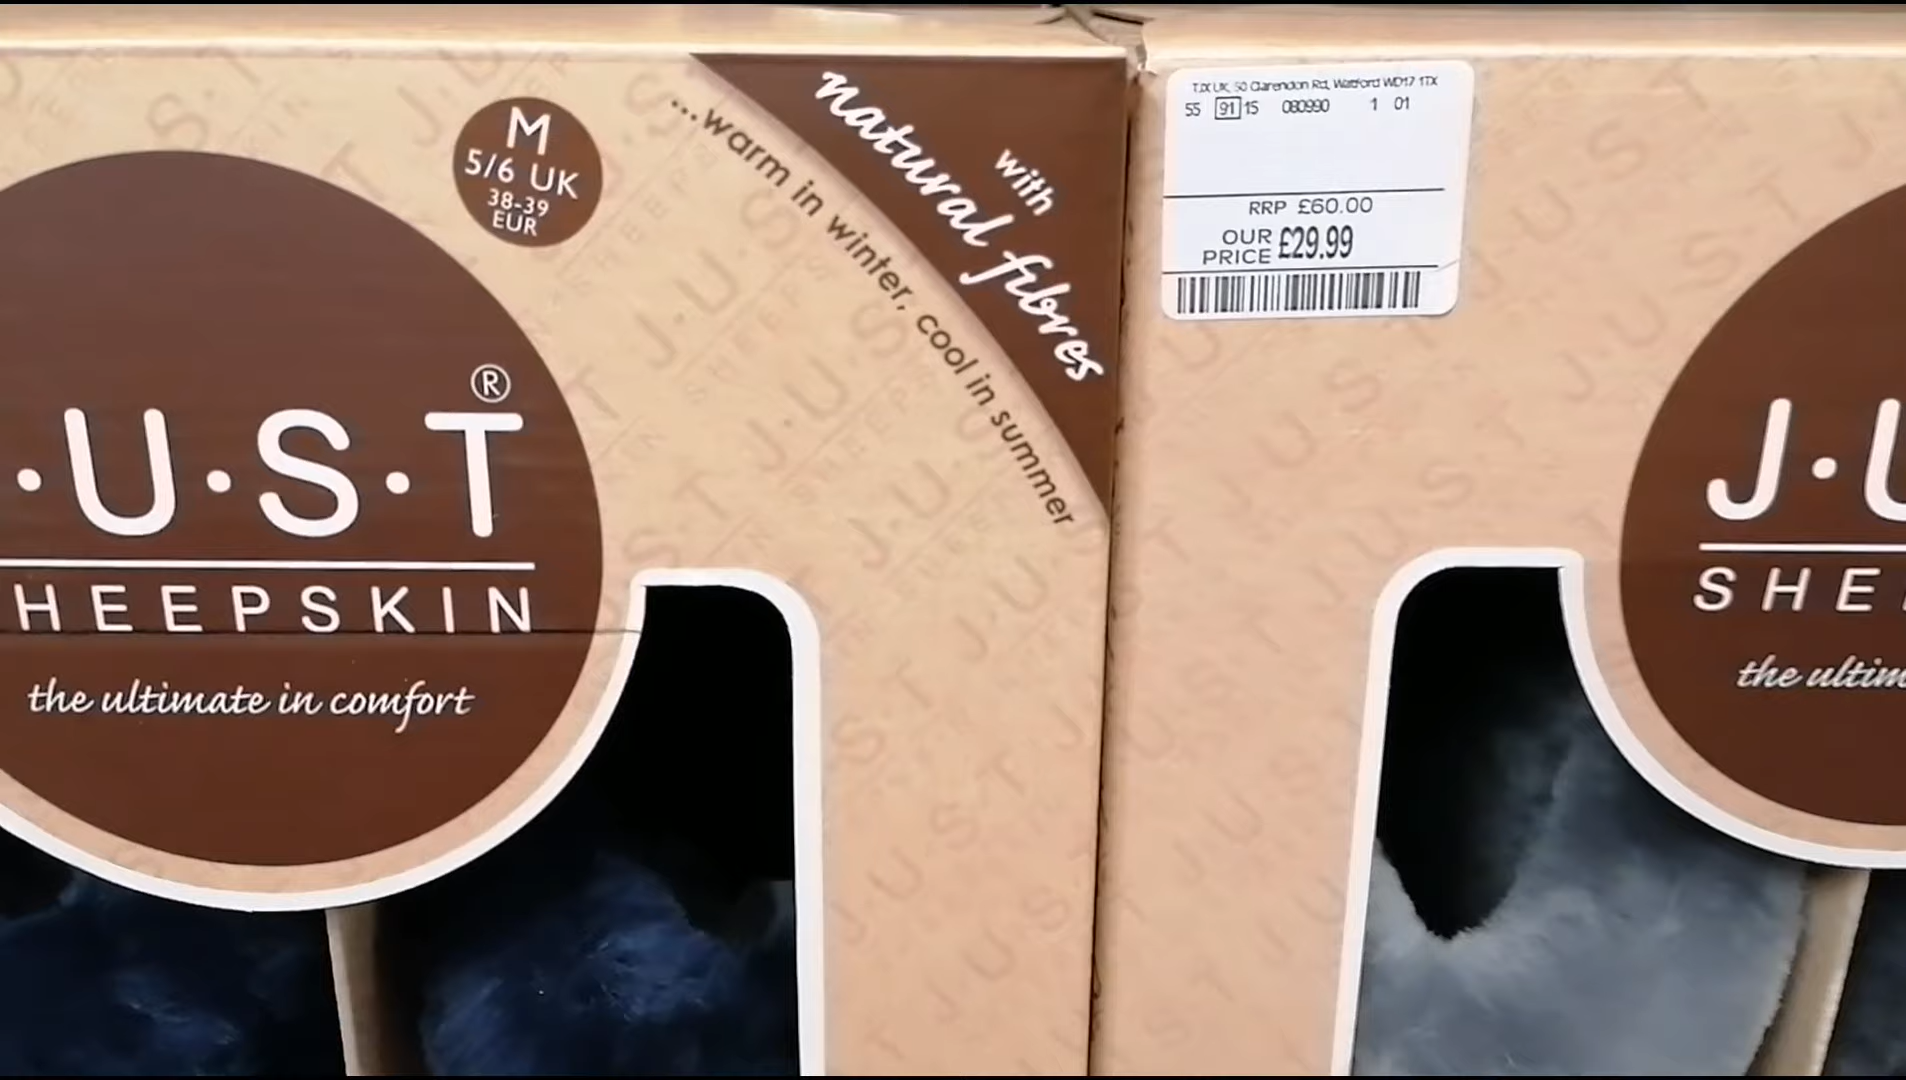 M
5/6 UK
38-39
EUR
...warm in winter, cool in summer
with
natural fibres
·U·S·T®
HEEPSKIN
the ultimate in comfort
TJX UK, 50 Clarendon Rd, Watford WD17 1TX
55 91 15 080990 1 01
RRP £60.00
OUR PRICE £29.99
J·U
SHE
the ultim